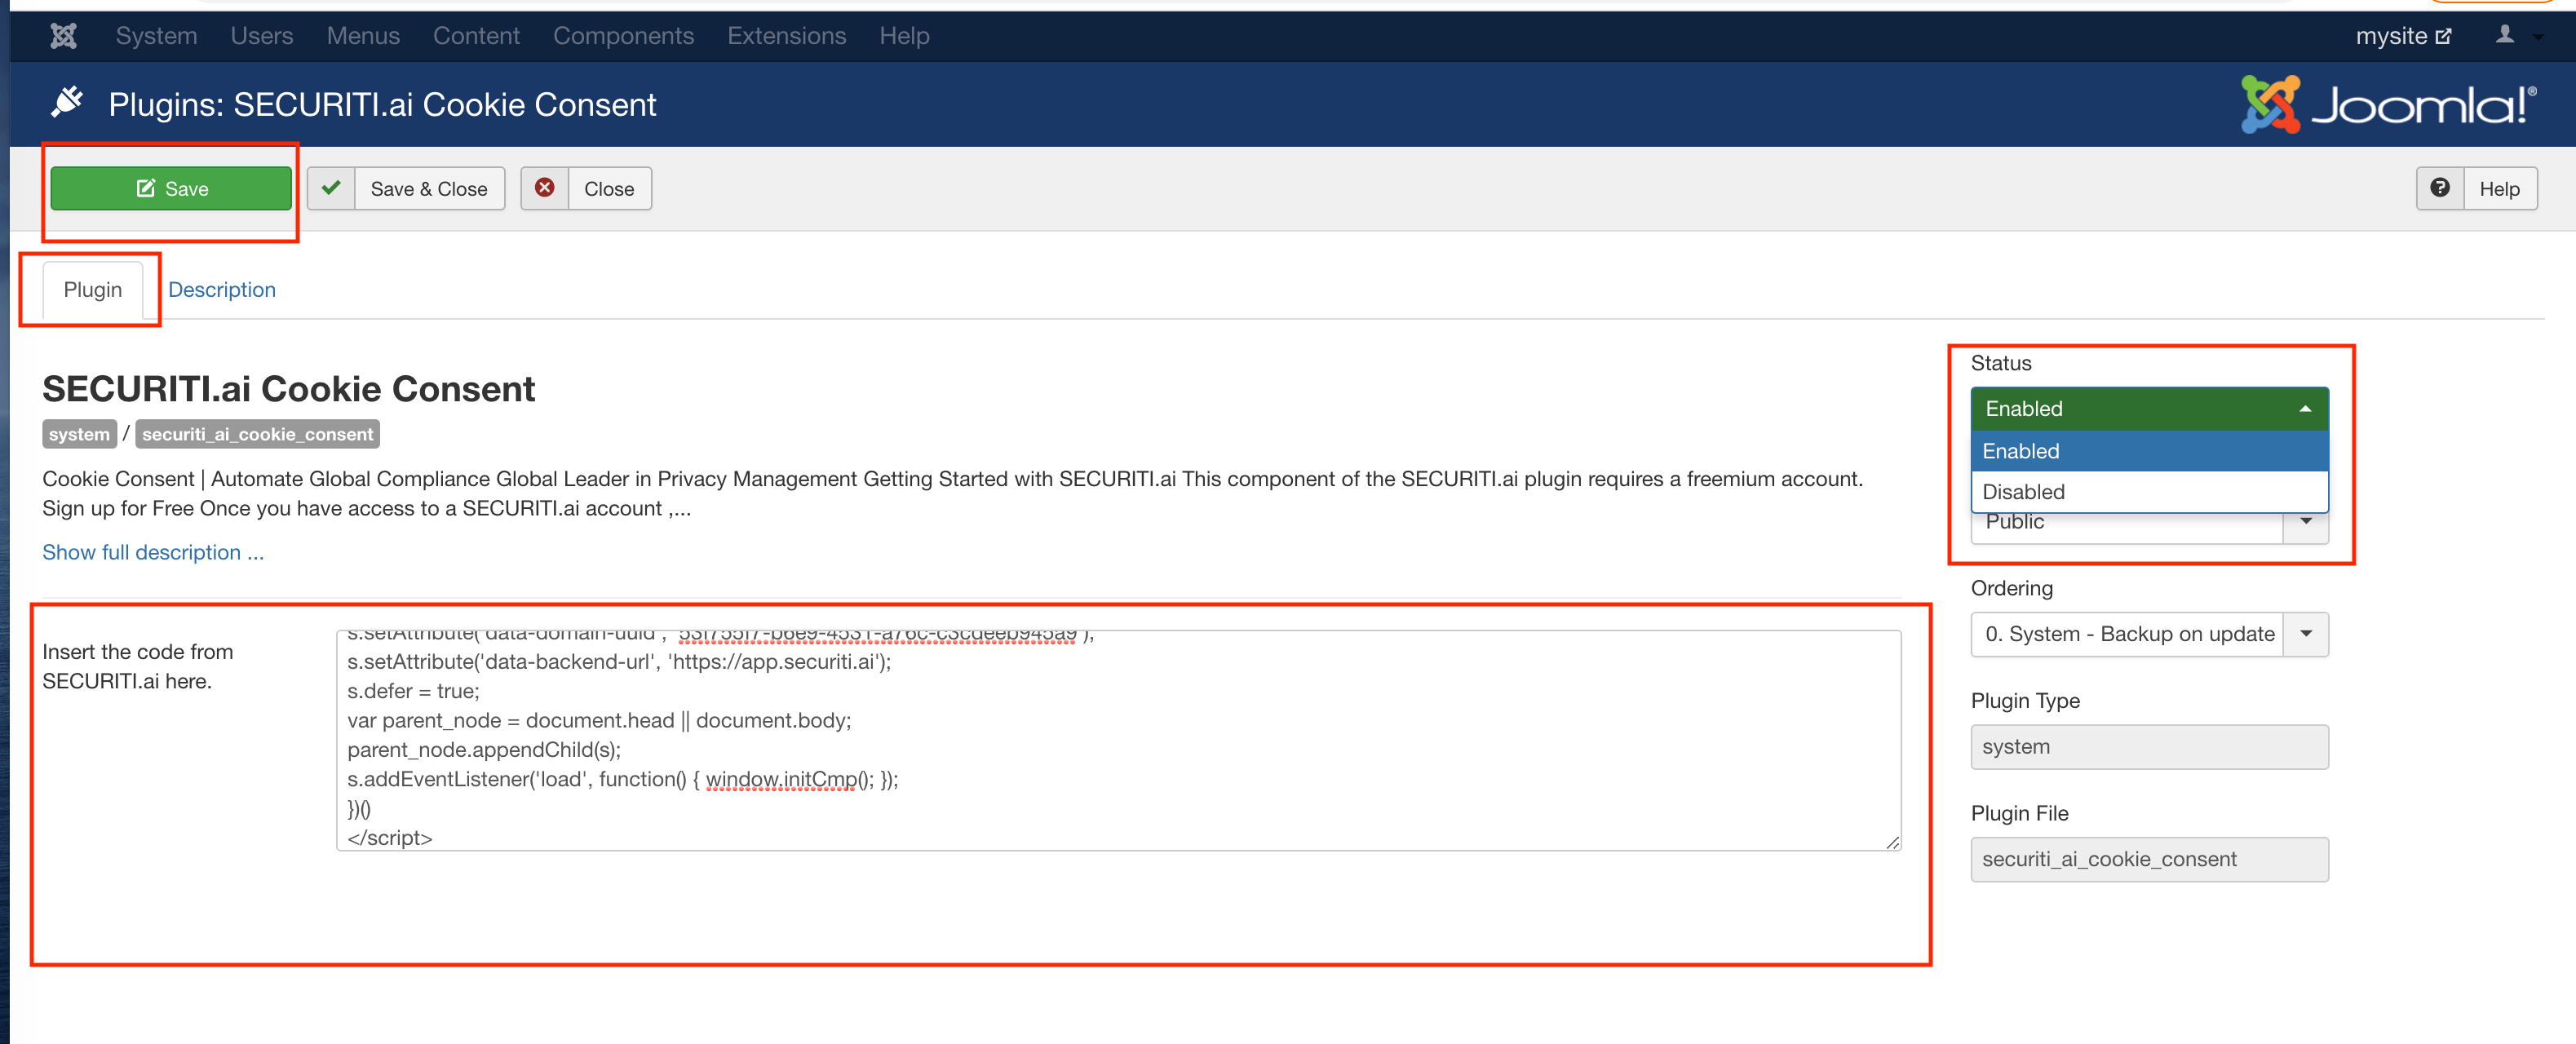 System Users Menus Content Components Extensions Help mysite
Plugins: SECURITI.ai Cookie Consent
Joomla!®
Save
Save & Close
Close
Help
Plugin
Description
SECURITI.ai Cookie Consent
system / securiti_ai_cookie_consent
Cookie Consent | Automate Global Compliance Global Leader in Privacy Management Getting Started with SECURITI.ai This component of the SECURITI.ai plugin requires a freemium account.
Sign up for Free Once you have access to a SECURITI.ai account ,...
Show full description ...
Insert the code from
SECURITI.ai here.
s.setAttribute('data-domain-uuid', '53f755f7-b6e9-4531-a76c-c3cdeeb945a9');
s.setAttribute('data-backend-url', 'https://app.securiti.ai');
s.defer = true;
var parent_node = document.head || document.body;
parent_node.appendChild(s);
s.addEventListener('load', function() { window.initCmp(); });
})()
</script>
Status
Enabled
Enabled
Disabled
Public
Ordering
0. System - Backup on update
Plugin Type
system
Plugin File
securiti_ai_cookie_consent